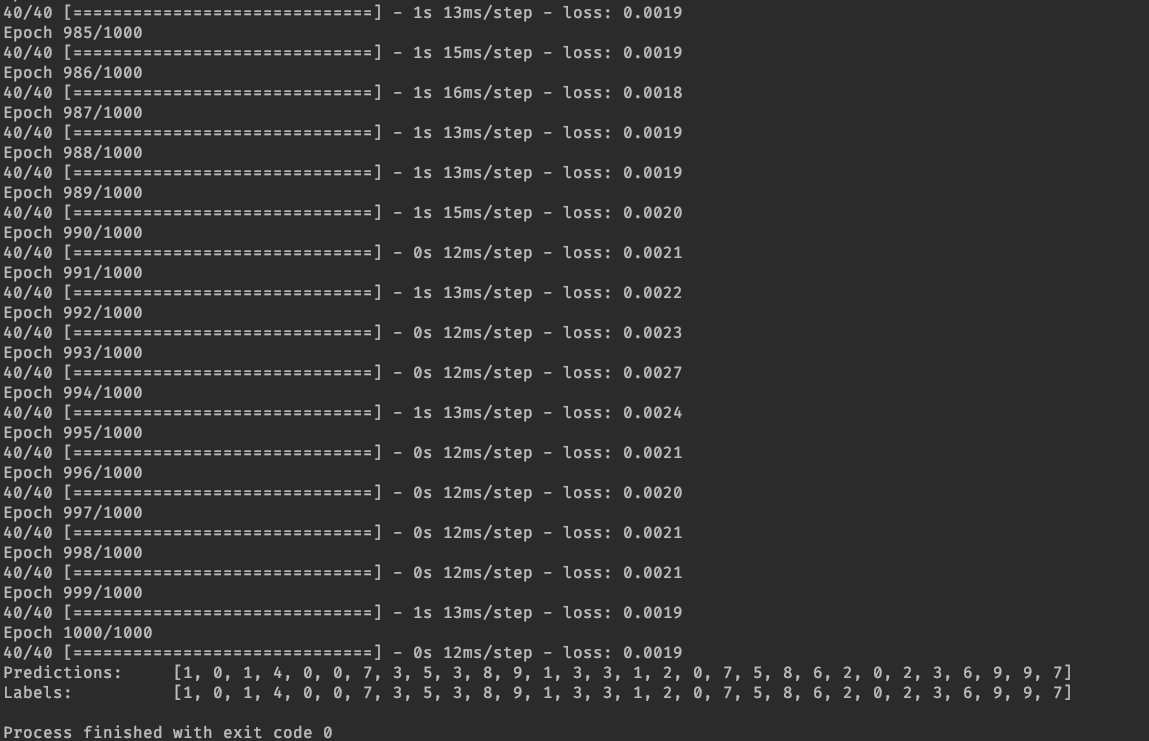 40/40 [==============================] - 1s 13ms/step - loss: 0.0019
Epoch 985/1000
40/40 [==============================] - 1s 15ms/step - loss: 0.0019
Epoch 986/1000
40/40 [==============================] - 1s 16ms/step - loss: 0.0018
Epoch 987/1000
40/40 [==============================] - 1s 13ms/step - loss: 0.0019
Epoch 988/1000
40/40 [==============================] - 1s 13ms/step - loss: 0.0019
Epoch 989/1000
40/40 [==============================] - 1s 15ms/step - loss: 0.0020
Epoch 990/1000
40/40 [==============================] - 0s 12ms/step - loss: 0.0021
Epoch 991/1000
40/40 [==============================] - 1s 13ms/step - loss: 0.0022
Epoch 992/1000
40/40 [==============================] - 0s 12ms/step - loss: 0.0023
Epoch 993/1000
40/40 [==============================] - 0s 12ms/step - loss: 0.0027
Epoch 994/1000
40/40 [==============================] - 1s 13ms/step - loss: 0.0024
Epoch 995/1000
40/40 [==============================] - 0s 12ms/step - loss: 0.0021
Epoch 996/1000
40/40 [==============================] - 0s 12ms/step - loss: 0.0020
Epoch 997/1000
40/40 [==============================] - 0s 12ms/step - loss: 0.0021
Epoch 998/1000
40/40 [==============================] - 0s 12ms/step - loss: 0.0021
Epoch 999/1000
40/40 [==============================] - 1s 13ms/step - loss: 0.0019
Epoch 1000/1000
40/40 [==============================] - 0s 12ms/step - loss: 0.0019
Predictions:     [1, 0, 1, 4, 0, 0, 7, 3, 5, 3, 8, 9, 1, 3, 3, 1, 2, 0, 7, 5, 8, 6, 2, 0, 2, 3, 6, 9, 9, 7]
Labels:          [1, 0, 1, 4, 0, 0, 7, 3, 5, 3, 8, 9, 1, 3, 3, 1, 2, 0, 7, 5, 8, 6, 2, 0, 2, 3, 6, 9, 9, 7]
Process finished with exit code 0